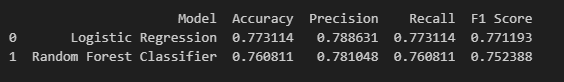 Model Accuracy Precision Recall F1 Score
0 Logistic Regression 0.773114 0.788631 0.773114 0.771193
1 Random Forest Classifier 0.760811 0.781048 0.760811 0.752388